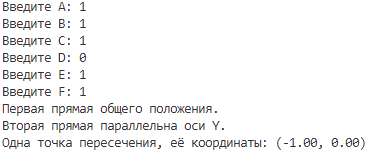 Введите A: 1
Введите B: 1
Введите C: 1
Введите D: 0
Введите E: 1
Введите F: 1
Первая прямая общего положения.
Вторая прямая параллельна оси Y.
Одна точка пересечения, её координаты: (-1.00, 0.00)